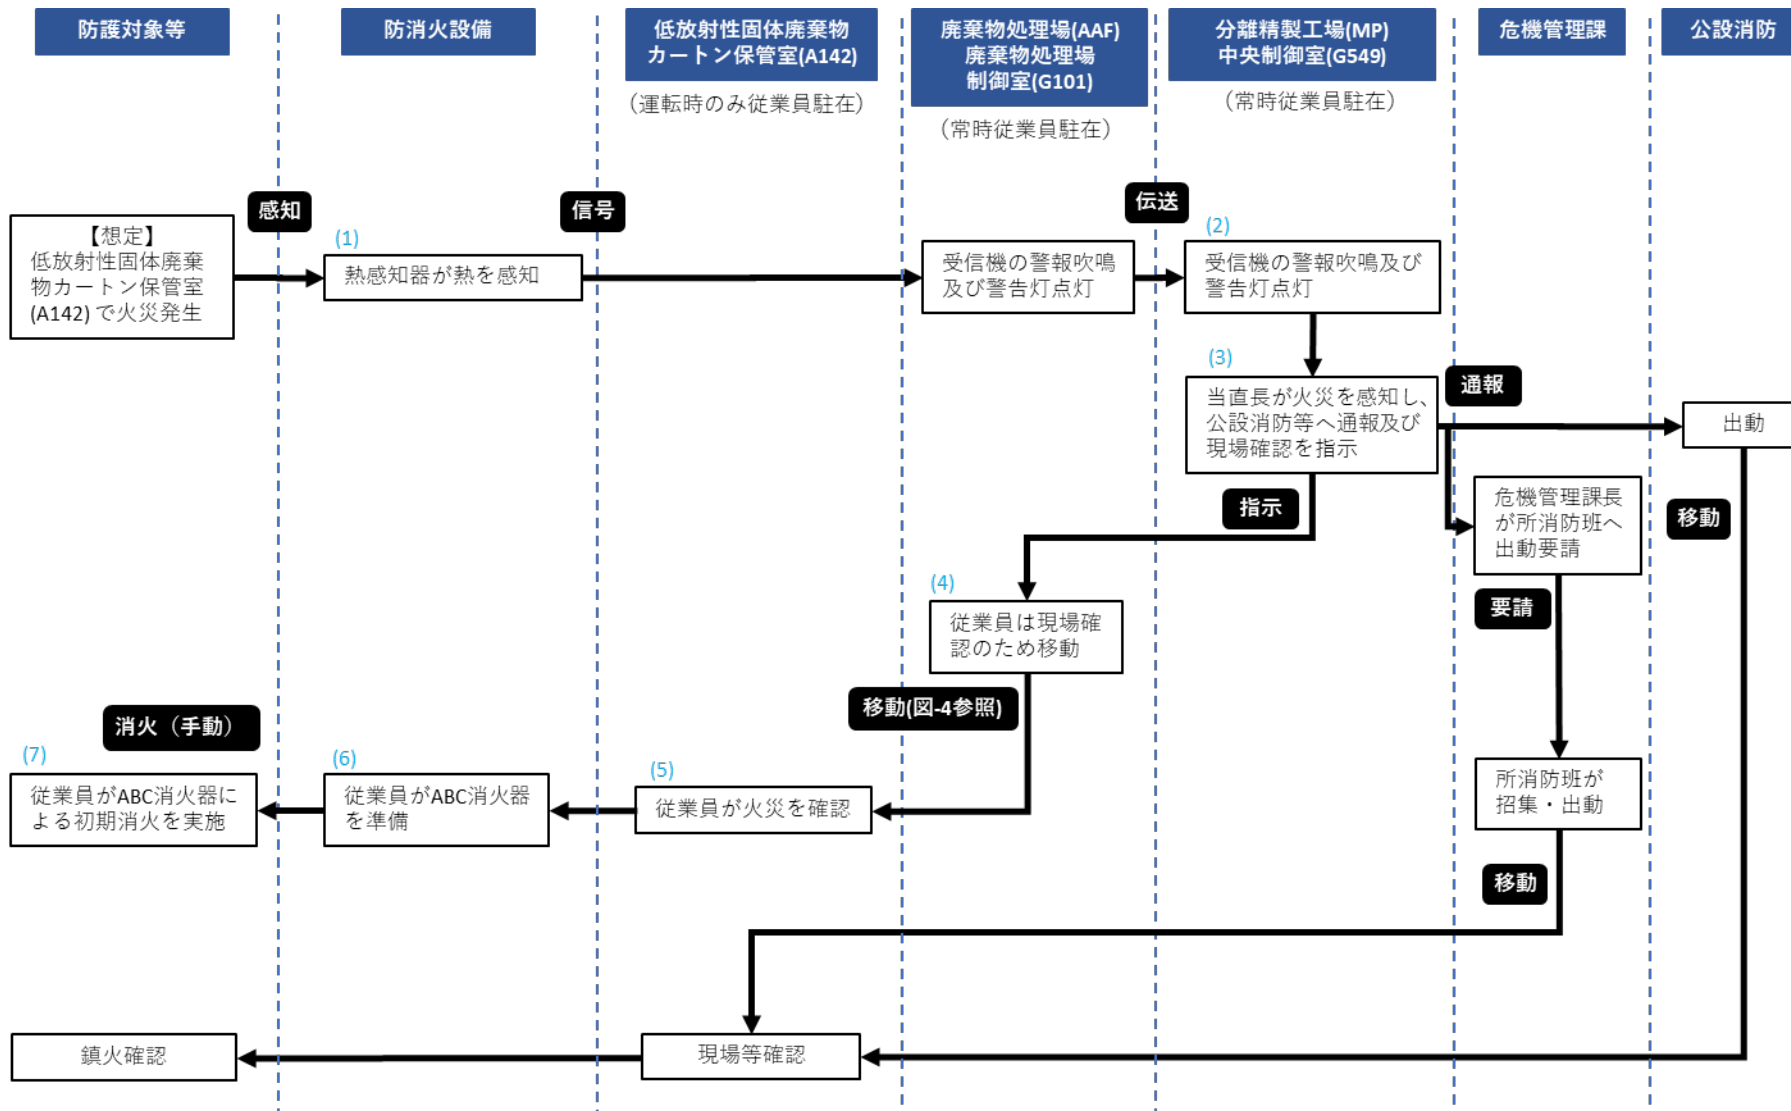 防護対象等
防消火設備
低放射性固体廃棄物
カートン保管室(A142)
(運転時のみ従業員駐在)
廃棄物処理場(AAF)
廃棄物処理場
制御室(G101)
(常時従業員駐在)
分離精製工場(MP)
中央制御室(G549)
(常時従業員駐在)
危機管理課
公設消防
感知
信号
伝送
【想定】
低放射性固体廃棄
物カートン保管室
(A142) で火災発生
(1)
熱感知器が熱を感知
受信機の警報吹鳴
及び警告灯点灯
(2)
受信機の警報吹鳴及び
警告灯点灯
(3)
当直長が火災を感知し、
公設消防等へ通報及び
現場確認を指示
通報
出動
指示
危機管理課長
が所消防班へ
出動要請
移動
(4)
従業員は現場確
認のため移動
要請
移動(図-4参照)
消火（手動）
(7)
従業員がABC消火器に
よる初期消火を実施
(6)
従業員がABC消火器
を準備
(5)
従業員が火災を確認
所消防班が
招集・出動
移動
鎮火確認
現場等確認